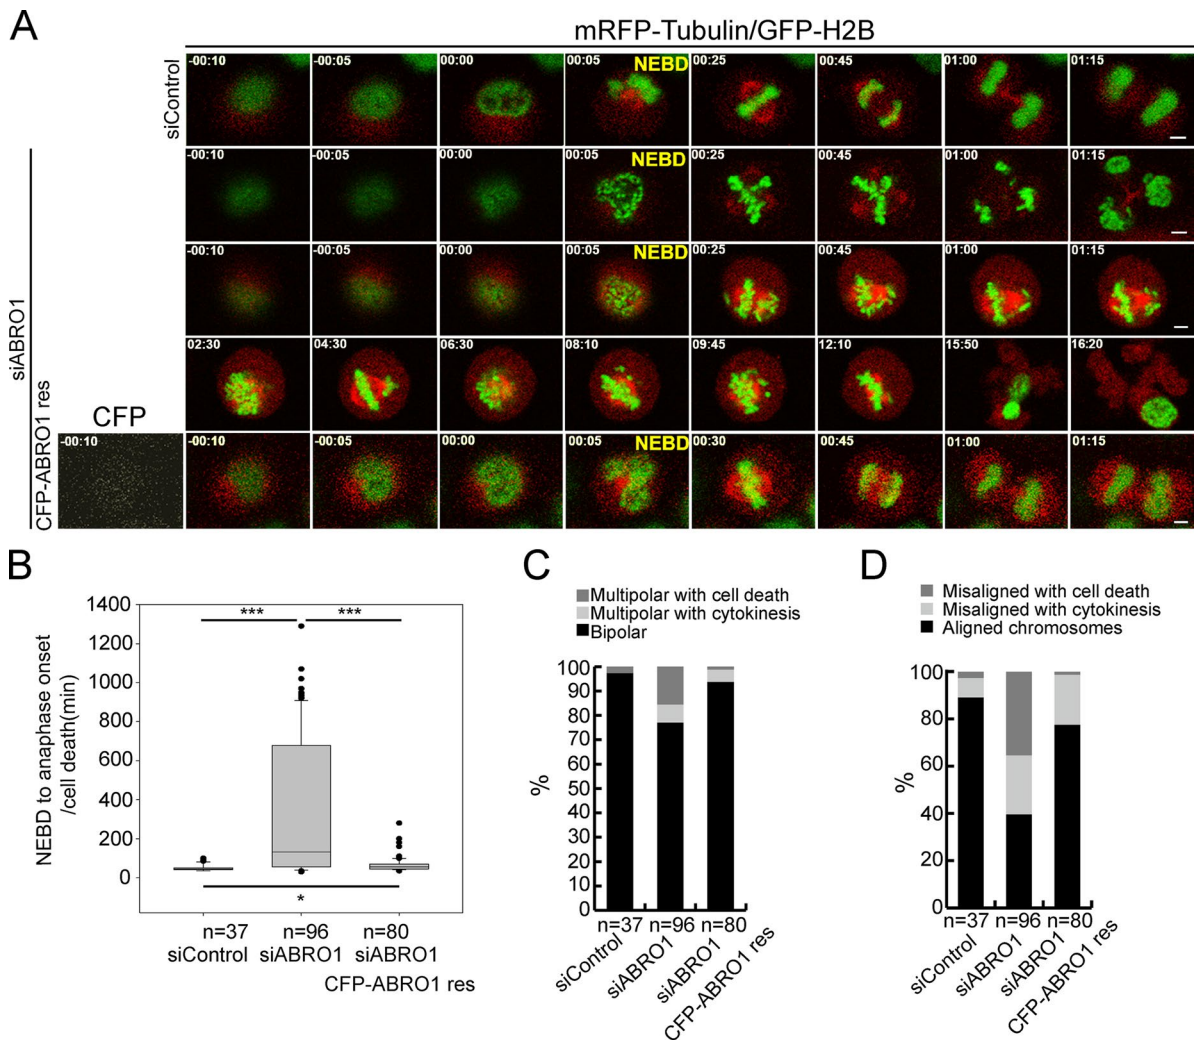 A
mRFP-Tubulin/GFP-H2B
siControl
-00:10 -00:05 00:00 00:05 NEBD 00:25 00:45 01:00 01:15
siABRO1
-00:10 -00:05 00:00 00:05 NEBD 00:25 00:45 01:00 01:15
-00:10 -00:05 00:00 00:05 NEBD 00:25 00:45 01:00 01:15
02:30 04:30 06:30 08:10 09:45 12:10 15:50 16:20
CFP-ABRO1 res
CFP
-00:10 -00:10 -00:05 00:00 00:05 NEBD 00:30 00:45 01:00 01:15
B
NEBD to anaphase onset
/cell death(min)
1400
1200
1000
800
600
400
200
0
*** ***
*
n=37 n=96 n=80
siControl siABRO1 siABRO1
CFP-ABRO1 res
C
Multipolar with cell death
Multipolar with cytokinesis
Bipolar
%
100
90
80
70
60
50
40
30
20
10
0
n=37 n=96 n=80
siControl
siABRO1
siABRO1
CFP-ABRO1 res
D
Misaligned with cell death
Misaligned with cytokinesis
Aligned chromosomes
%
100
80
60
40
20
0
n=37 n=96 n=80
siControl
siABRO1
siABRO1
CFP-ABRO1 res